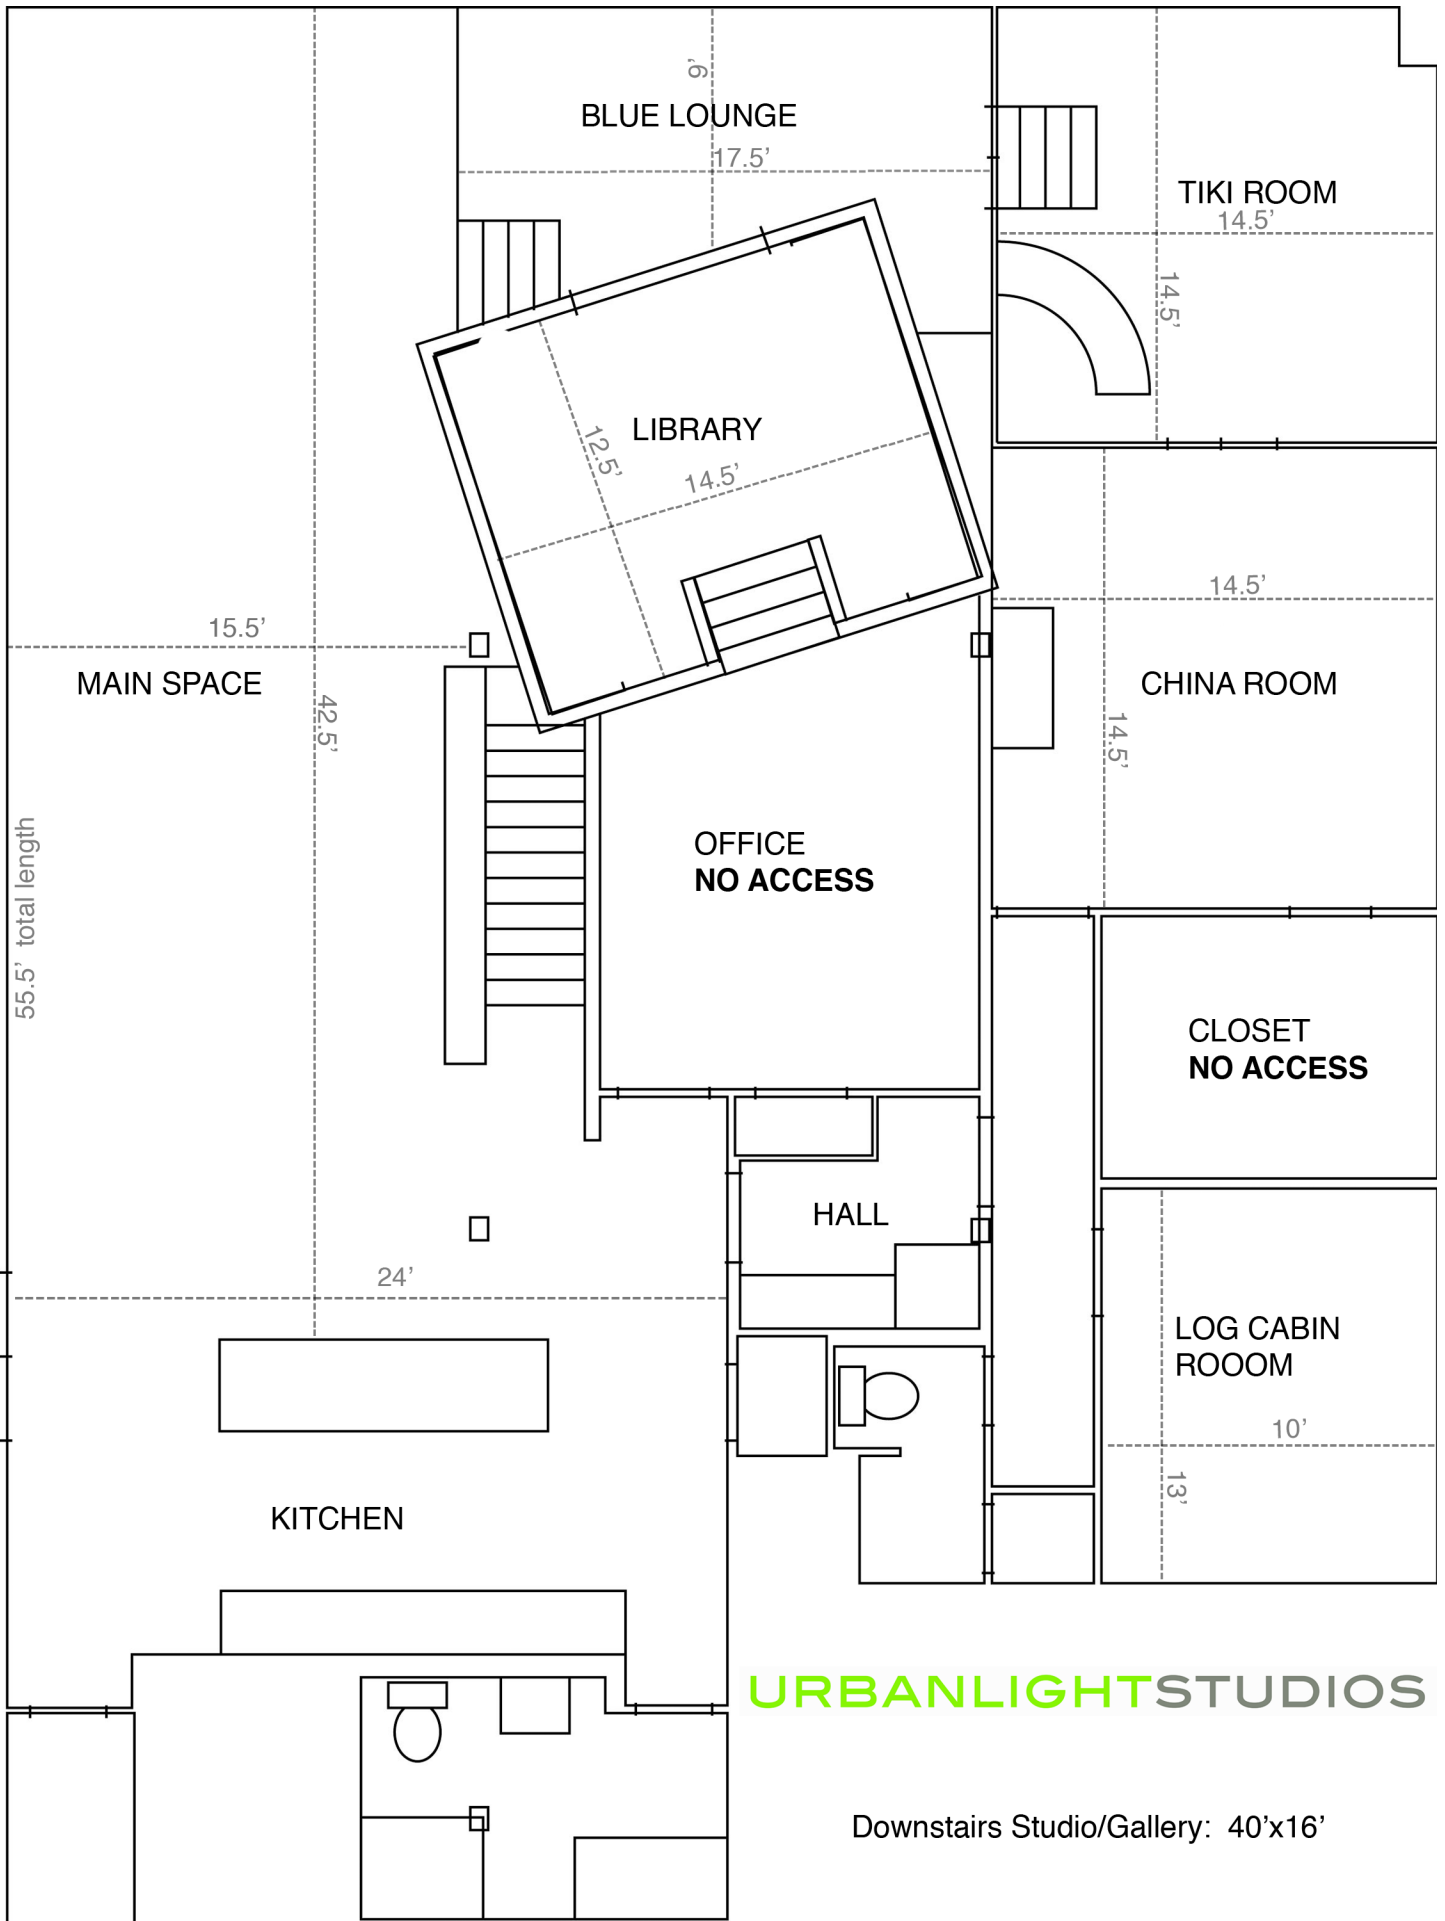 9’
BLUE LOUNGE
17.5’
TIKI ROOM
14.5’
14.5’
LIBRARY
12.5’
14.5’
15.5’
MAIN SPACE
42.5’
14.5’
CHINA ROOM
14.5’
55.5’ total length
OFFICE
NO ACCESS
CLOSET
NO ACCESS
HALL
24’
LOG CABIN
ROOOM
10’
13’
KITCHEN
URBANLIGHTSTUDIOS
Downstairs Studio/Gallery: 40’x16’